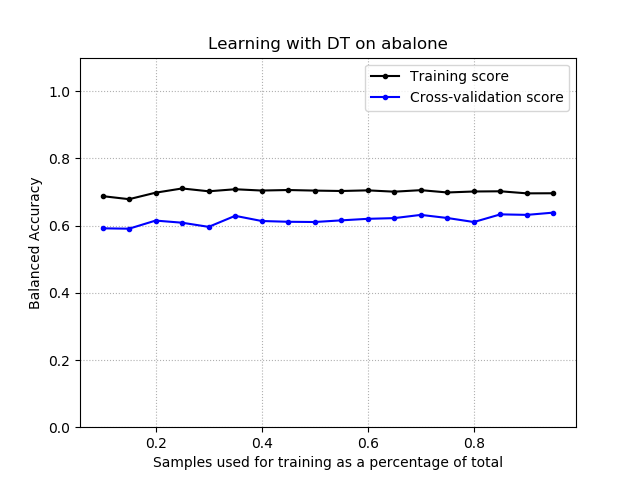 Learning with DT on abalone
Training score
Cross-validation score
Balanced Accuracy
1.0
0.8
0.6
0.4
0.2
0.0
0.2 0.4 0.6 0.8
Samples used for training as a percentage of total